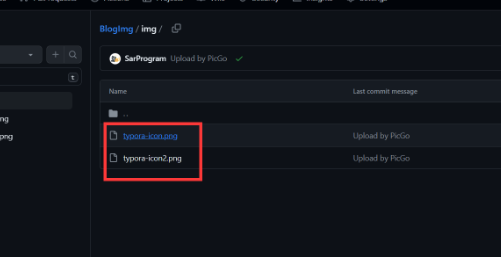 BlogImg / img /
SarProgram Upload by PicGo
t
Name Last commit message
ng
..
png
typora-icon.png Upload by PicGo
typora-icon2.png Upload by PicGo